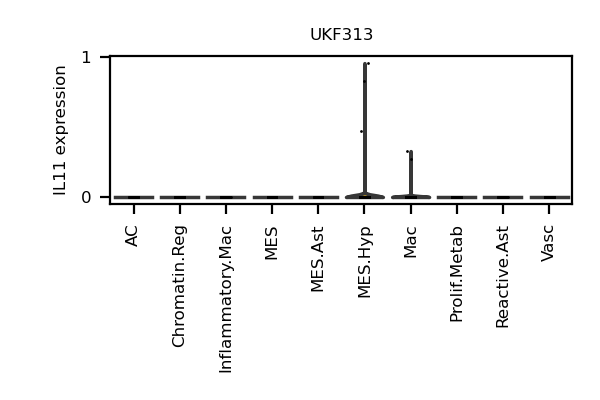 UKF313
IL11 expression
1
0
AC
Chromatin.Reg
Inflammatory.Mac
MES
MES.Ast
MES.Hyp
Mac
Prolif.Metab
Reactive.Ast
Vasc